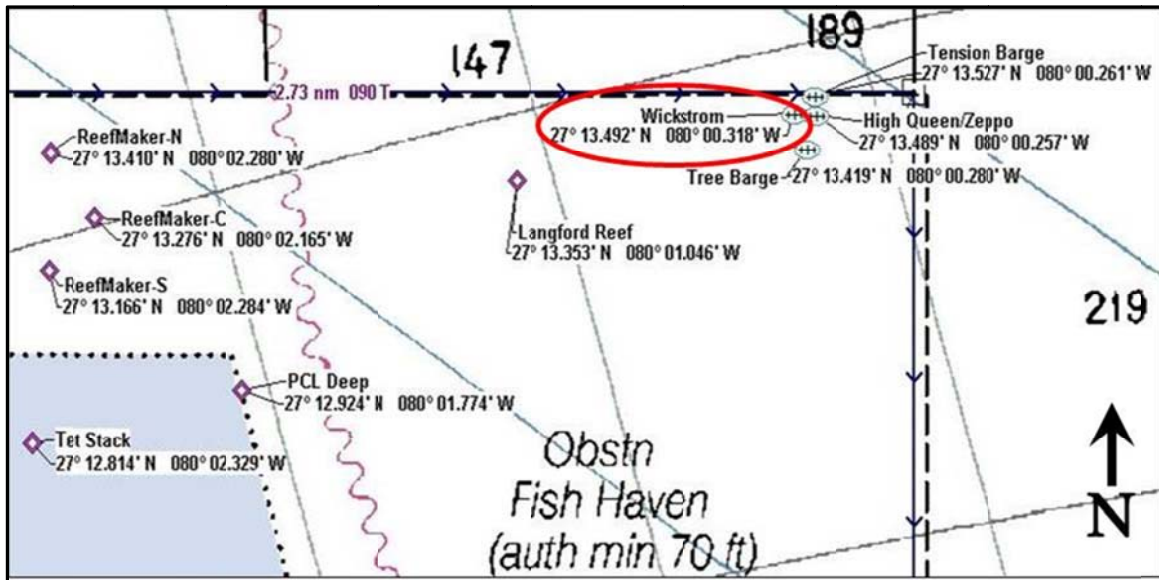 147
189
Tension Barge
27° 13.527' N 080° 00.261' W
2.73 nm 090 T
Wickstrom
27° 13.492' N 080° 00.318' W
High Queen/Zeppo
27° 13.489' N 080° 00.257' W
ReefMaker-N
27° 13.410' N 080° 02.280' W
Tree Barge
27° 13.419' N 080° 00.280' W
ReefMaker-C
27° 13.276' N 080° 02.165' W
Langford Reef
27° 13.353' N 080° 01.046' W
ReefMaker-S
27° 13.166' N 080° 02.284' W
219
PCL Deep
27° 12.924' N 080° 01.774' W
Tet Stack
27° 12.814' N 080° 02.329' W
Obstn
Fish Haven
(auth min 70 ft)
N